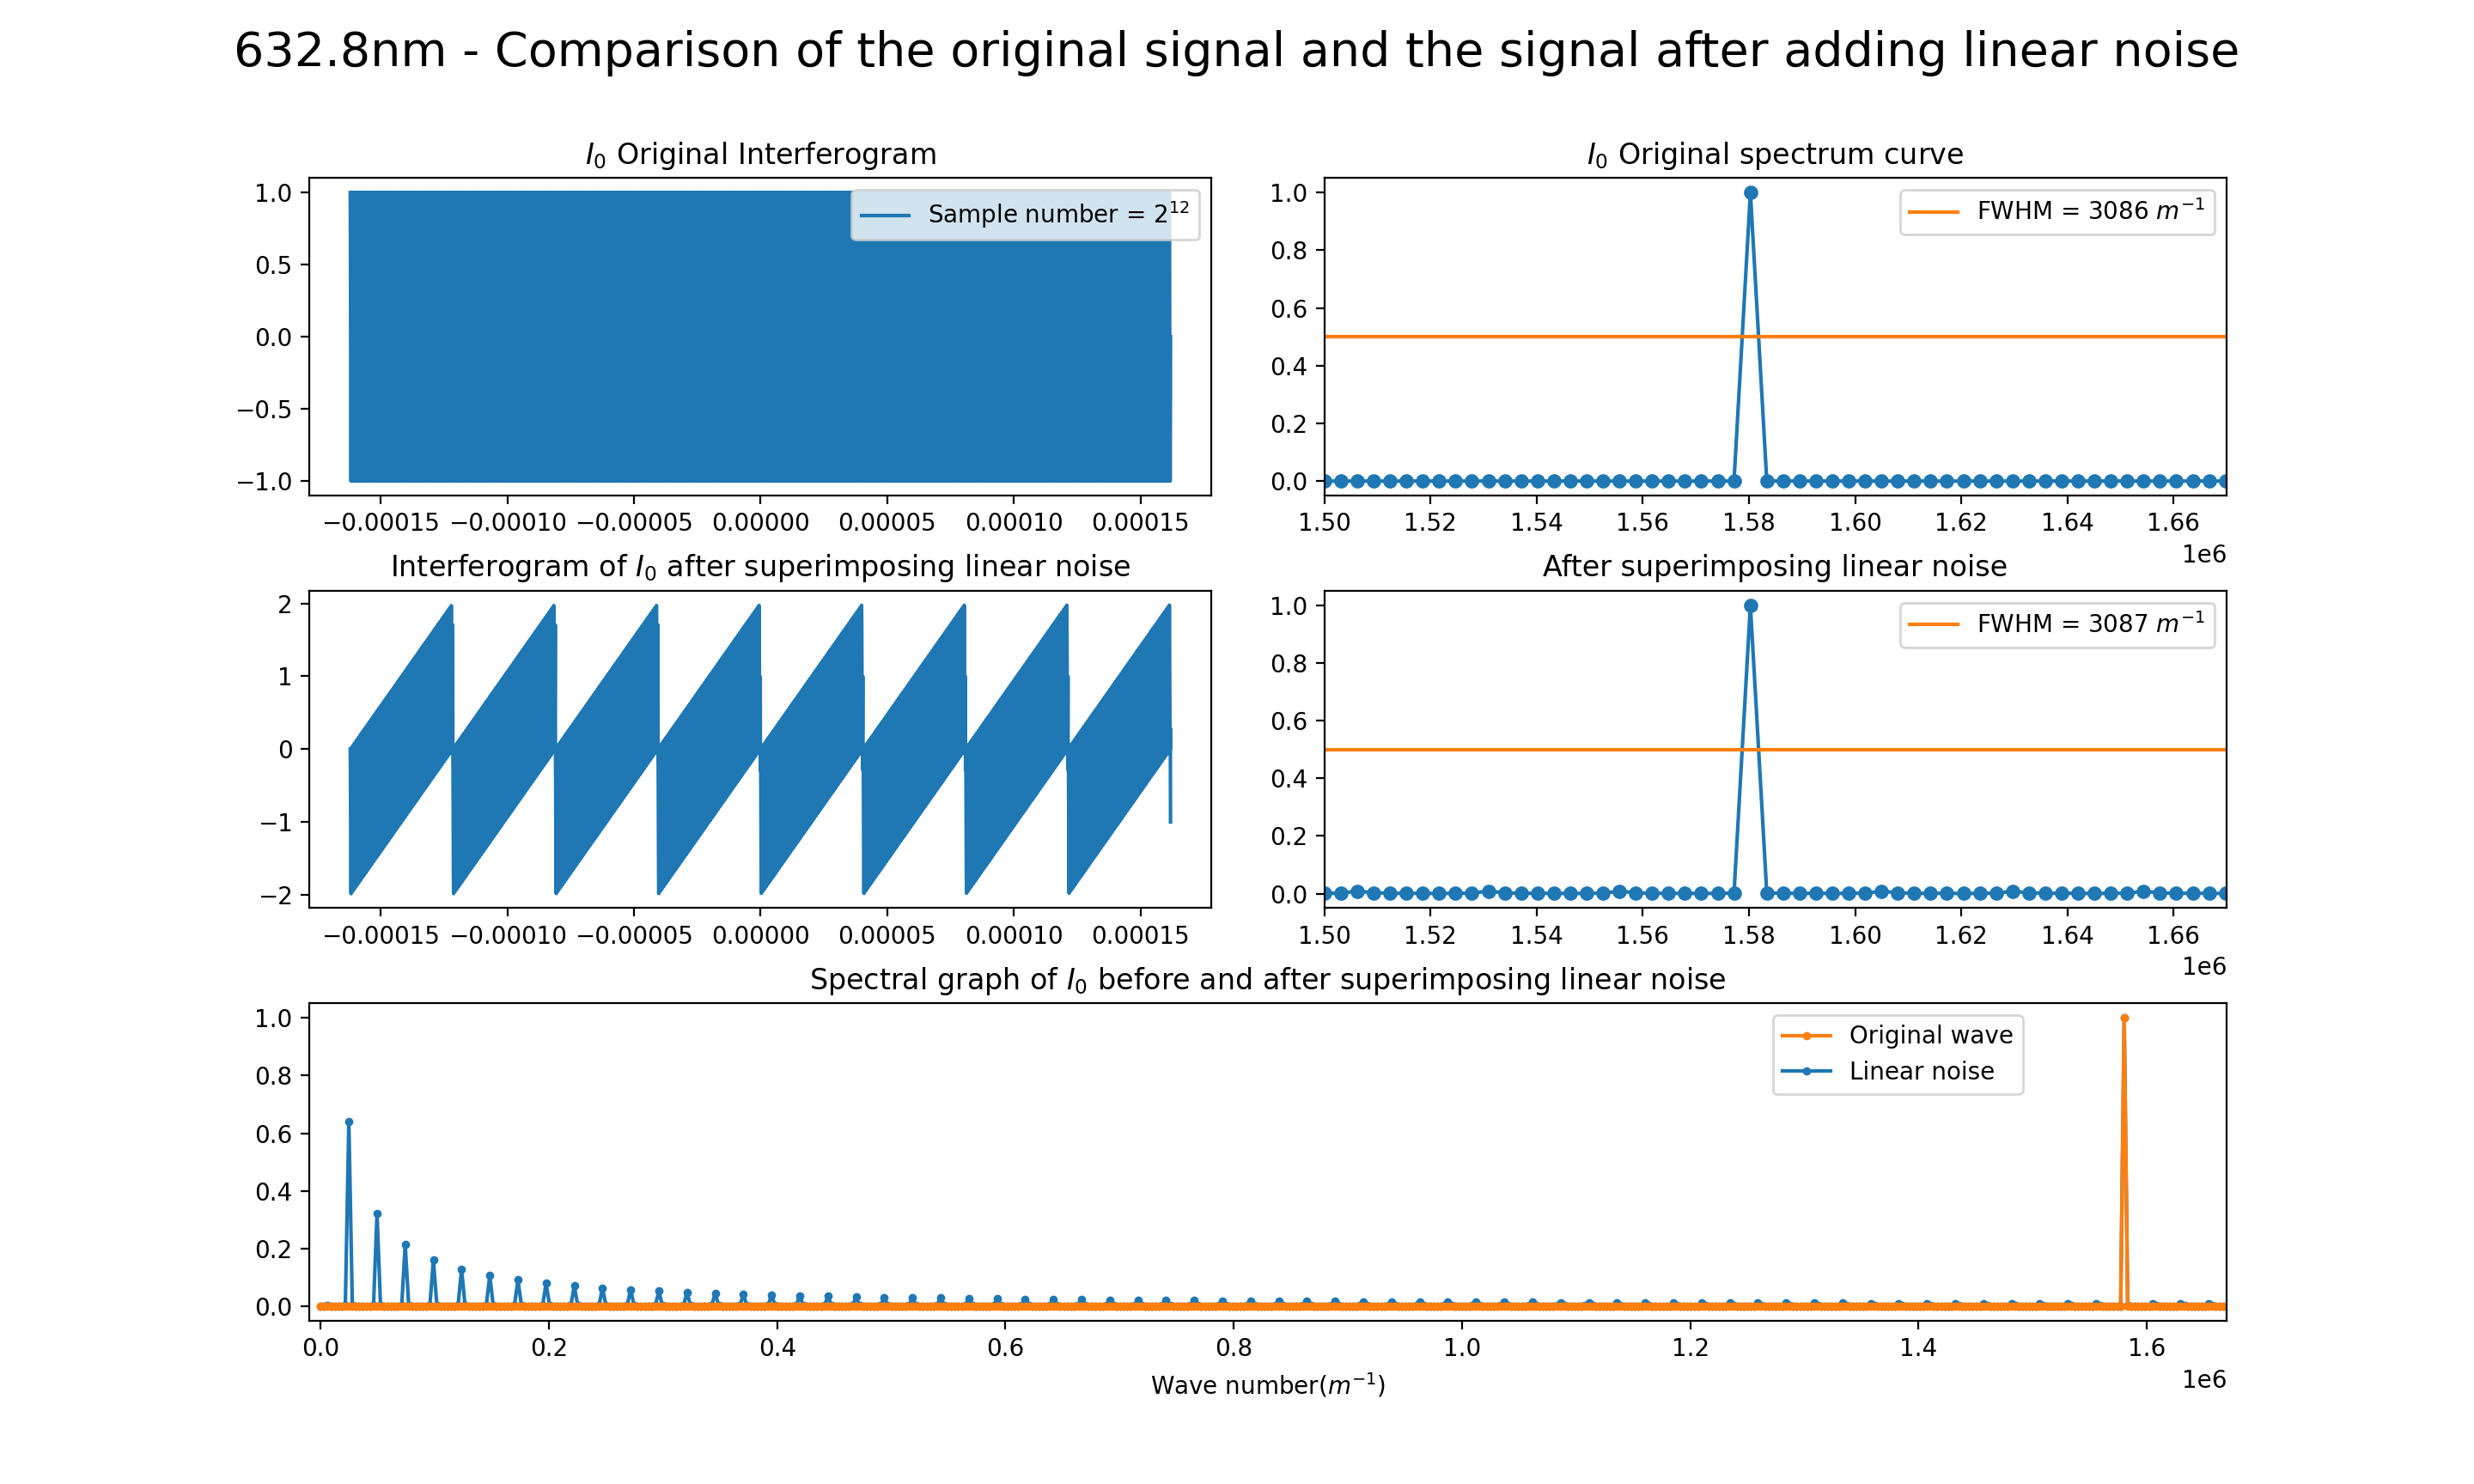 632.8nm - Comparison of the original signal and the signal after adding linear noise
I₀ Original Interferogram
1.0
0.5
0.0
−0.5
−1.0
Sample number = 2¹²
−0.00015 −0.00010 −0.00005 0.00000 0.00005 0.00010 0.00015
I₀ Original spectrum curve
1.0
0.8
0.6
0.4
0.2
0.0
FWHM = 3086 m⁻¹
1.50 1.52 1.54 1.56 1.58 1.60 1.62 1.64 1.66
1e6
Interferogram of I₀ after superimposing linear noise
2
1
0
−1
−2
−0.00015 −0.00010 −0.00005 0.00000 0.00005 0.00010 0.00015
After superimposing linear noise
1.0
0.8
0.6
0.4
0.2
0.0
FWHM = 3087 m⁻¹
1.50 1.52 1.54 1.56 1.58 1.60 1.62 1.64 1.66
1e6
Spectral graph of I₀ before and after superimposing linear noise
1.0
0.8
0.6
0.4
0.2
0.0
Original wave
Linear noise
0.0 0.2 0.4 0.6 0.8 1.0 1.2 1.4 1.6
1e6
Wave number(m⁻¹)